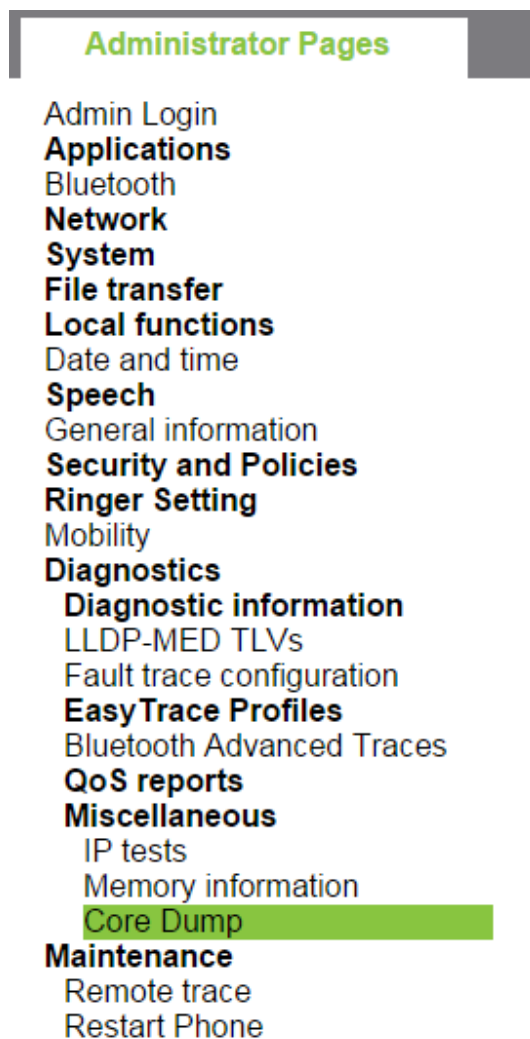 Administrator Pages
Admin Login
Applications
Bluetooth
Network
System
File transfer
Local functions
Date and time
Speech
General information
Security and Policies
Ringer Setting
Mobility
Diagnostics
Diagnostic information
LLDP-MED TLVs
Fault trace configuration
EasyTrace Profiles
Bluetooth Advanced Traces
QoS reports
Miscellaneous
IP tests
Memory information
Core Dump
Maintenance
Remote trace
Restart Phone